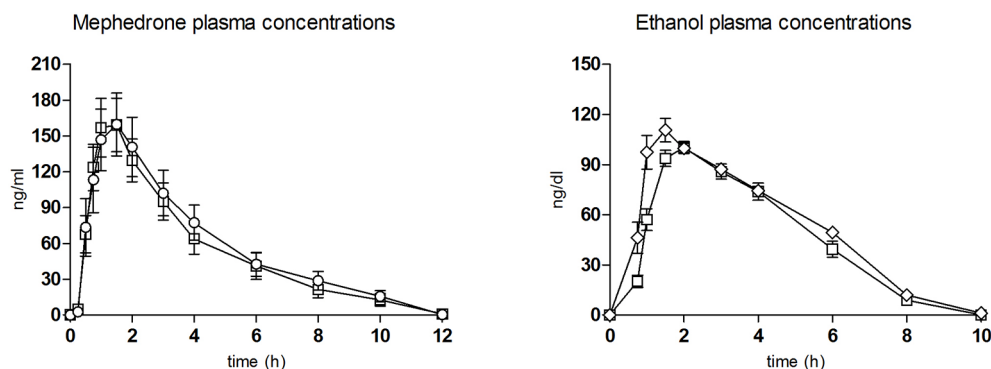 Mephedrone plasma concentrations
210
180
150
120
90
60
30
0
ng/ml
0 2 4 6 8 10 12
time (h)
Ethanol plasma concentrations
150
120
90
60
30
0
ng/dl
0 2 4 6 8 10
time (h)